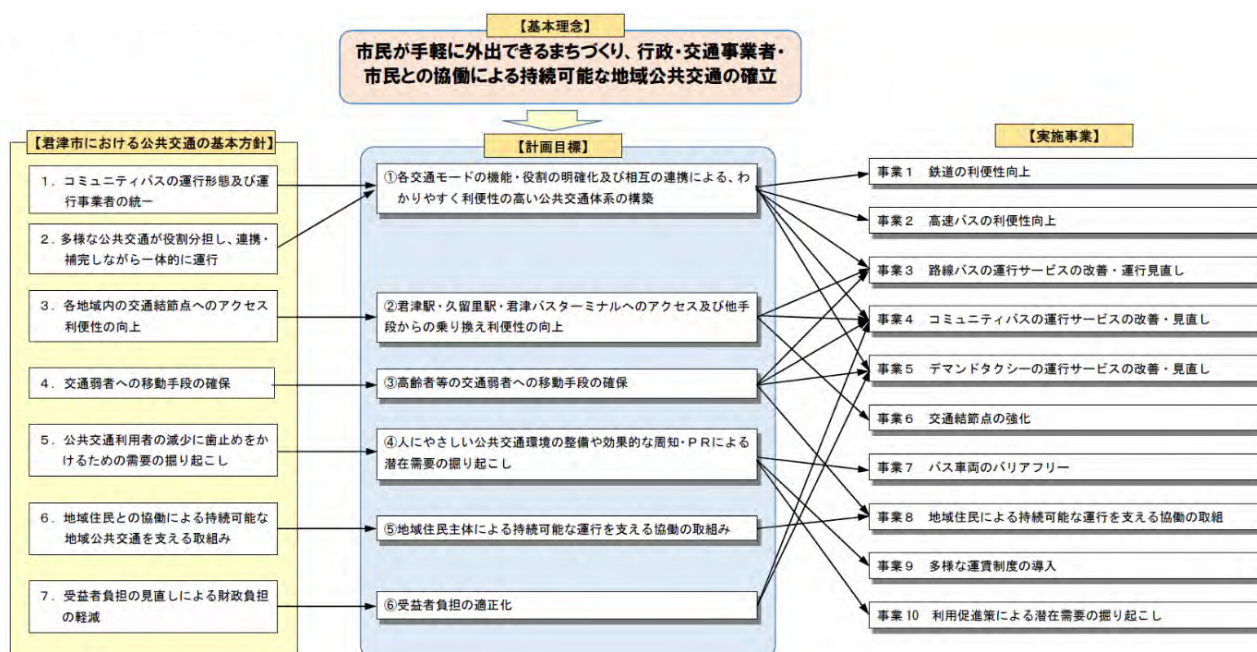 【基本理念】
市民が手軽に外出できるまちづくり、行政・交通事業者・
市民との協働による持続可能な地域公共交通の確立
【君津市における公共交通の基本方針】
1．コミュニティバスの運行形態及び運
行事業者の統一
2．多様な公共交通が役割分担し、連携・
補完しながら一体的に運行
3．各地域内の交通結節点へのアクセス
利便性の向上
4．交通弱者への移動手段の確保
5．公共交通利用者の減少に歯止めをか
けるための需要の掘り起こし
6．地域住民との協働による持続可能な
地域公共交通を支える取組み
7．受益者負担の見直しによる財政負担
の軽減
【計画目標】
①各交通モードの機能・役割の明確化及び相互の連携による、わ
かりやすく利便性の高い公共交通体系の構築
②君津駅・久留里駅・君津バスターミナルへのアクセス及び他手
段からの乗り換え利便性の向上
③高齢者等の交通弱者への移動手段の確保
④人にやさしい公共交通環境の整備や効果的な周知・ＰＲによる
潜在需要の掘り起こし
⑤地域住民主体による持続可能な運行を支える協働の取組み
⑥受益者負担の適正化
【実施事業】
事業1 鉄道の利便性向上
事業2 高速バスの利便性向上
事業3 路線バスの運行サービスの改善・運行見直し
事業4 コミュニティバスの運行サービスの改善・見直し
事業5 デマンドタクシーの運行サービスの改善・見直し
事業6 交通結節点の強化
事業7 バス車両のバリアフリー
事業8 地域住民による持続可能な運行を支える協働の取組
事業9 多様な運賃制度の導入
事業10 利用促進策による潜在需要の掘り起こし